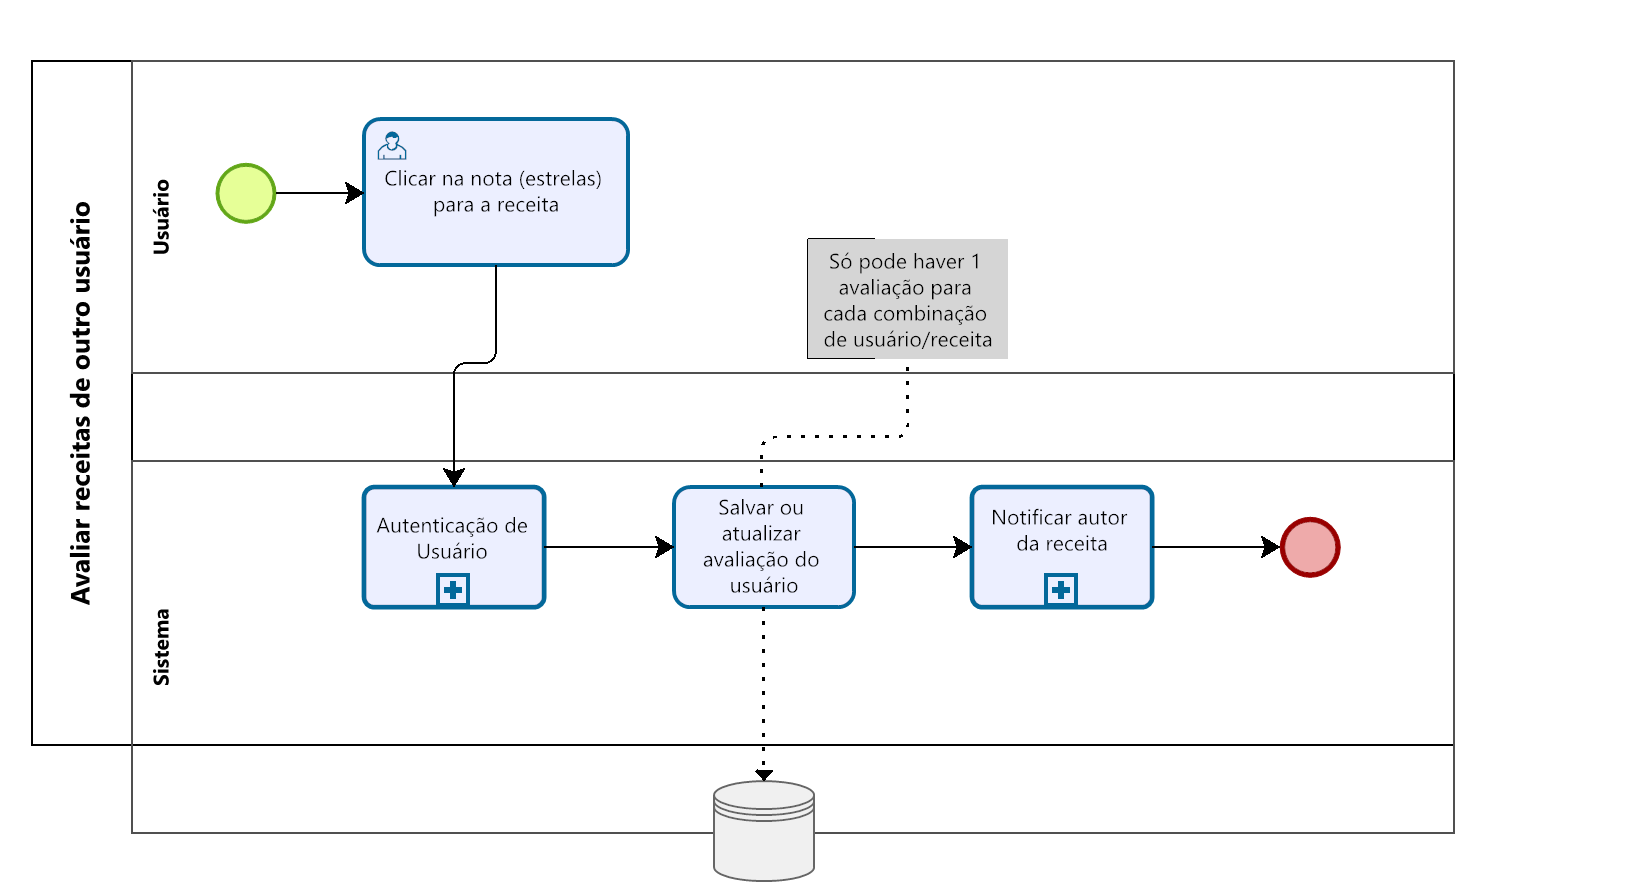 Avaliar receitas de outro usuário
Usuário
Clicar na nota (estrelas)
para a receita
Só pode haver 1
avaliação para
cada combinação
de usuário/receita
Sistema
Autenticação de
Usuário
Salvar ou
atualizar
avaliação do
usuário
Notificar autor
da receita